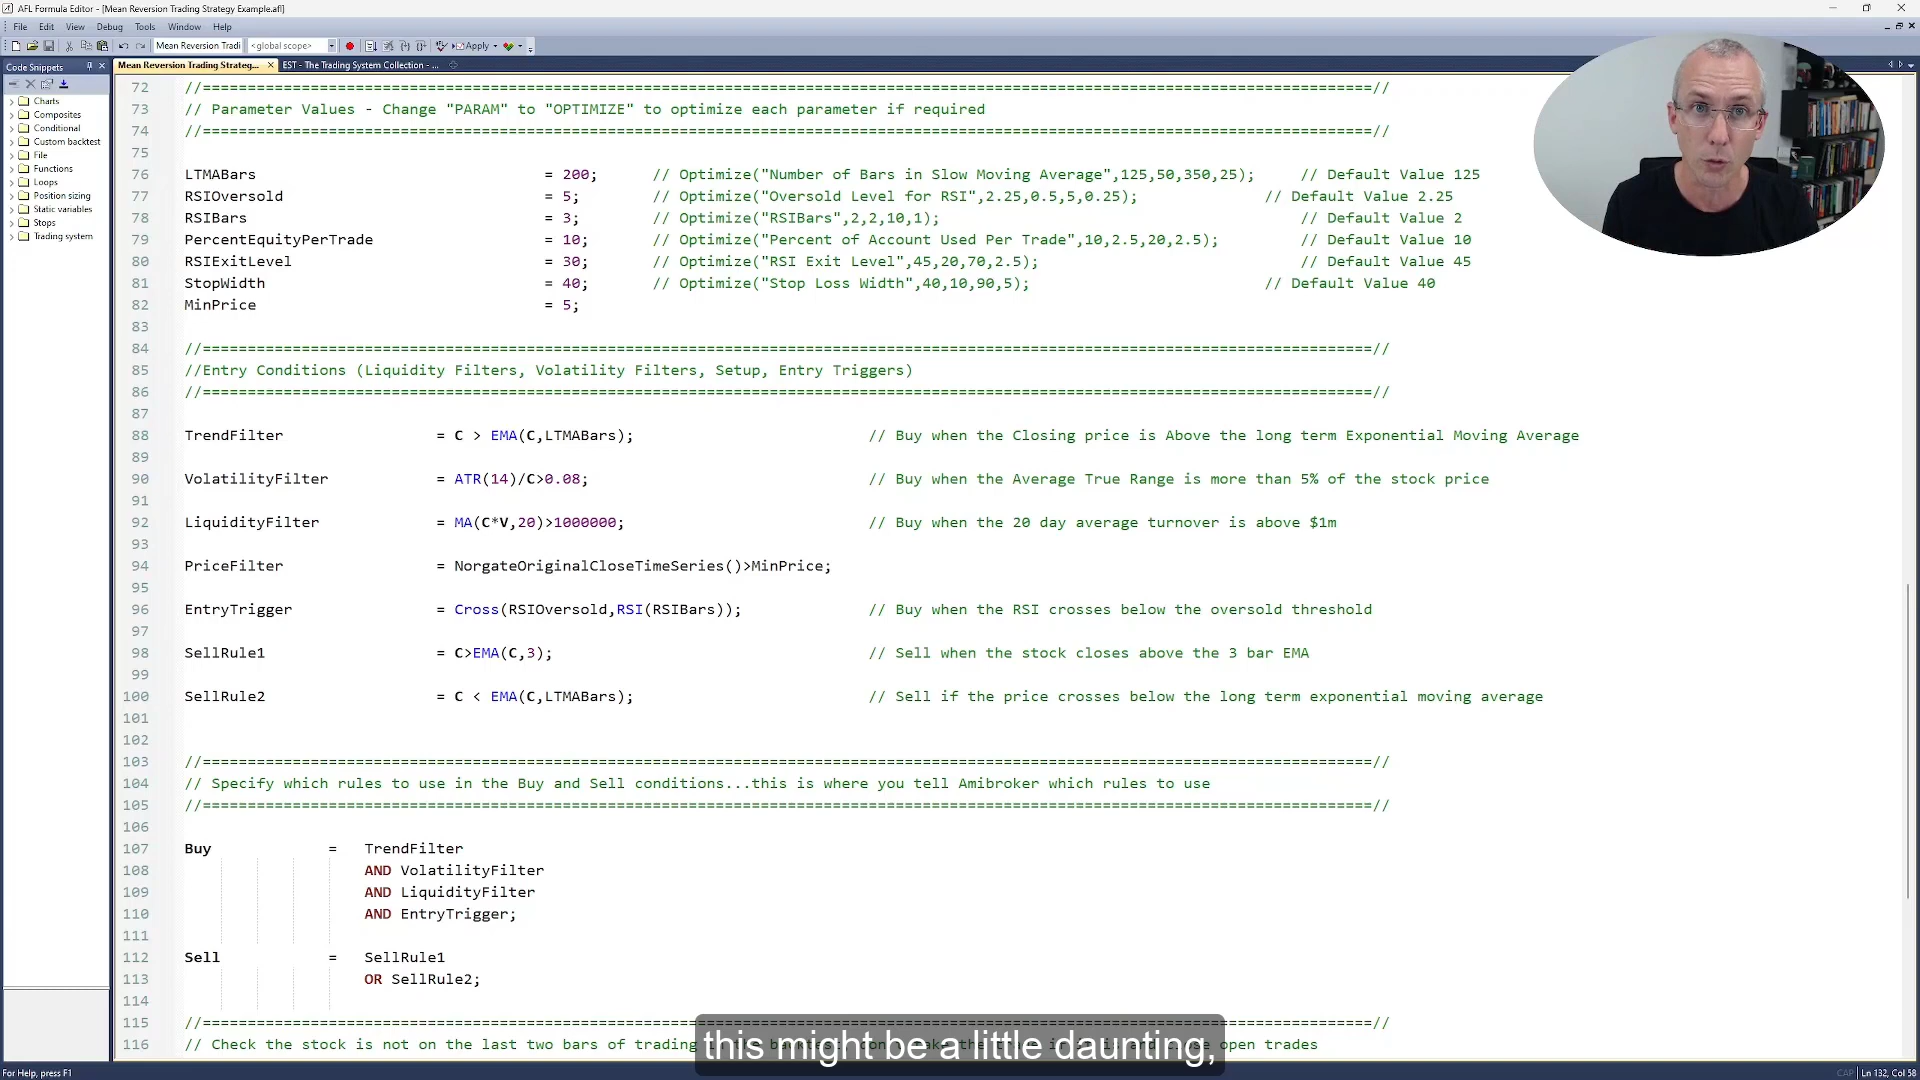 AFL Formula Editor - [Mean Reversion Trading Strategy Example.afl]
File Edit View Debug Tools Window Help
Mean Reversion Tradi <global scope> Apply
Code Snippets
Mean Reversion Trading Strateg... × EST - The Trading System Collection - ...
Charts
Composites
Conditional
Custom backtest
File
Functions
Loops
Position sizing
Static variables
Stops
Trading system
72 //==================================================================================================================================//
73 // Parameter Values - Change "PARAM" to "OPTIMIZE" to optimize each parameter if required
74 //==================================================================================================================================//
75
76 LTMABars = 200; // Optimize("Number of Bars in Slow Moving Average",125,50,350,25); // Default Value 125
77 RSIOversold = 5; // Optimize("Oversold Level for RSI",2.25,0.5,5,0.25); // Default Value 2.25
78 RSIBars = 3; // Optimize("RSIBars",2,2,10,1); // Default Value 2
79 PercentEquityPerTrade = 10; // Optimize("Percent of Account Used Per Trade",10,2.5,20,2.5); // Default Value 10
80 RSIExitLevel = 30; // Optimize("RSI Exit Level",45,20,70,2.5); // Default Value 45
81 StopWidth = 40; // Optimize("Stop Loss Width",40,10,90,5); // Default Value 40
82 MinPrice = 5;
83
84 //==================================================================================================================================//
85 //Entry Conditions (Liquidity Filters, Volatility Filters, Setup, Entry Triggers)
86 //==================================================================================================================================//
87
88 TrendFilter = C > EMA(C,LTMABars); // Buy when the Closing price is Above the long term Exponential Moving Average
89
90 VolatilityFilter = ATR(14)/C>0.08; // Buy when the Average True Range is more than 5% of the stock price
91
92 LiquidityFilter = MA(C*V,20)>1000000; // Buy when the 20 day average turnover is above $1m
93
94 PriceFilter = NorgateOriginalCloseTimeSeries()>MinPrice;
95
96 EntryTrigger = Cross(RSIOversold,RSI(RSIBars)); // Buy when the RSI crosses below the oversold threshold
97
98 SellRule1 = C>EMA(C,3); // Sell when the stock closes above the 3 bar EMA
99
100 SellRule2 = C < EMA(C,LTMABars); // Sell if the price crosses below the long term exponential moving average
101
102
103 //==================================================================================================================================//
104 // Specify which rules to use in the Buy and Sell conditions...this is where you tell Amibroker which rules to use
105 //==================================================================================================================================//
106
107 Buy = TrendFilter
108 AND VolatilityFilter
109 AND LiquidityFilter
110 AND EntryTrigger;
111
112 Sell = SellRule1
113 OR SellRule2;
114
115 //==================================================================================================================================//
116 // Check the stock is not on the last two bars of trading open trades
this might be a little daunting,
For Help, press F1
CAP Ln 132, Col 58